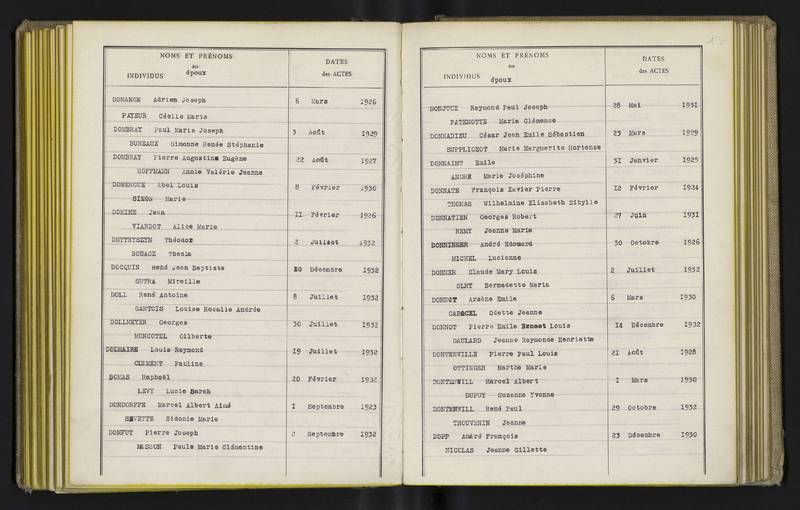 NOMS ET PRÉNOMS
des
INDIVIDUS époux
DATES
des ACTES
DOMANGE Adrien Joseph 6 Mars 1926
PAYEUR Cécile Marie
DOMBRAY Paul Marie Joseph 3 Août 1929
BUREAUX Simonne Renée Stéphanie
DOMBRAY Pierre Augustins Eugène 22 Août 1927
HOFFMANN Annie Valérie Jeanne
DOMERGUE Abel Louis 8 Février 1930
SIMON Marie
DOMINE Jean II Février 1926
VIARDOT Alice Marie
DMYTRYSZYN Théodor 2 Juillet 1932
BOHACZ Thecla
DOCQUIN René Jean Baptiste 20 Décembre 1932
SUTRA Mireille
DOLL René Antoine 8 Juillet 1932
GANTOIS Louise Rosalie Andrée
DOLLMEYER Georges 30 Juillet 1932
MONCOTEL Gilberte
DOLMAIRE Louis Raymond 19 Juillet 1932
CLEMENT Pauline
DOMAS Raphaël 20 Février 1932
LEVY Lucie Sarah
DONDORFFE Marcel Albert Aimé I Septembre 1923
SEVETTE Sidonie Marie
DONFUT Pierre Joseph 2 Septembre 1932
MASSON Paule Marie Clémentine
NOMS ET PRÉNOMS
des
INDIVIDUS époux
DATES
des ACTES
DONJOUX Raymond Paul Joseph 28 Mai 1931
PATENOTTE Marie Clémence
DONNADIEU César Jean Emile Sébastien 23 Mars 1929
SUPPLIGEOT Marie Marguerite Hortense
DONNAINT Emile 31 Janvier 1925
ANDRÉ Marie Joséphine
DONNATE François Xavier Pierre 12 Février 1924
THOMAS Wilhelmine Elisabeth Sibylle
DONNATIEN Georges Robert 27 Juin 1931
REMY Jeanne Marie
DONNINGER André Edouard 30 Octobre 1926
MICHEL Lucienne
DONNER Claude Mary Louis 2 Juillet 1932
OLRY Bernadette Maria
DONNOT Arsène Emile 6 Mars 1930
CAROCEL Odette Jeanne
DONNOT Pierre Emile Ernest Louis 14 Décembre 1932
GAULARD Jeanne Raymonde Henriette
DONTENVILLE Pierre Paul Louis 21 Août 1928
OTTINGER Marthe Marie
DONTENWILL Marcel Albert I Mars 1930
DUPUY Suzanne Yvonne
DONTENWILL René Paul 29 Octobre 1932
THOUVENIN Jeanne
DOPP André François 23 Décembre 1930
NICOLAS Jeanne Gillette